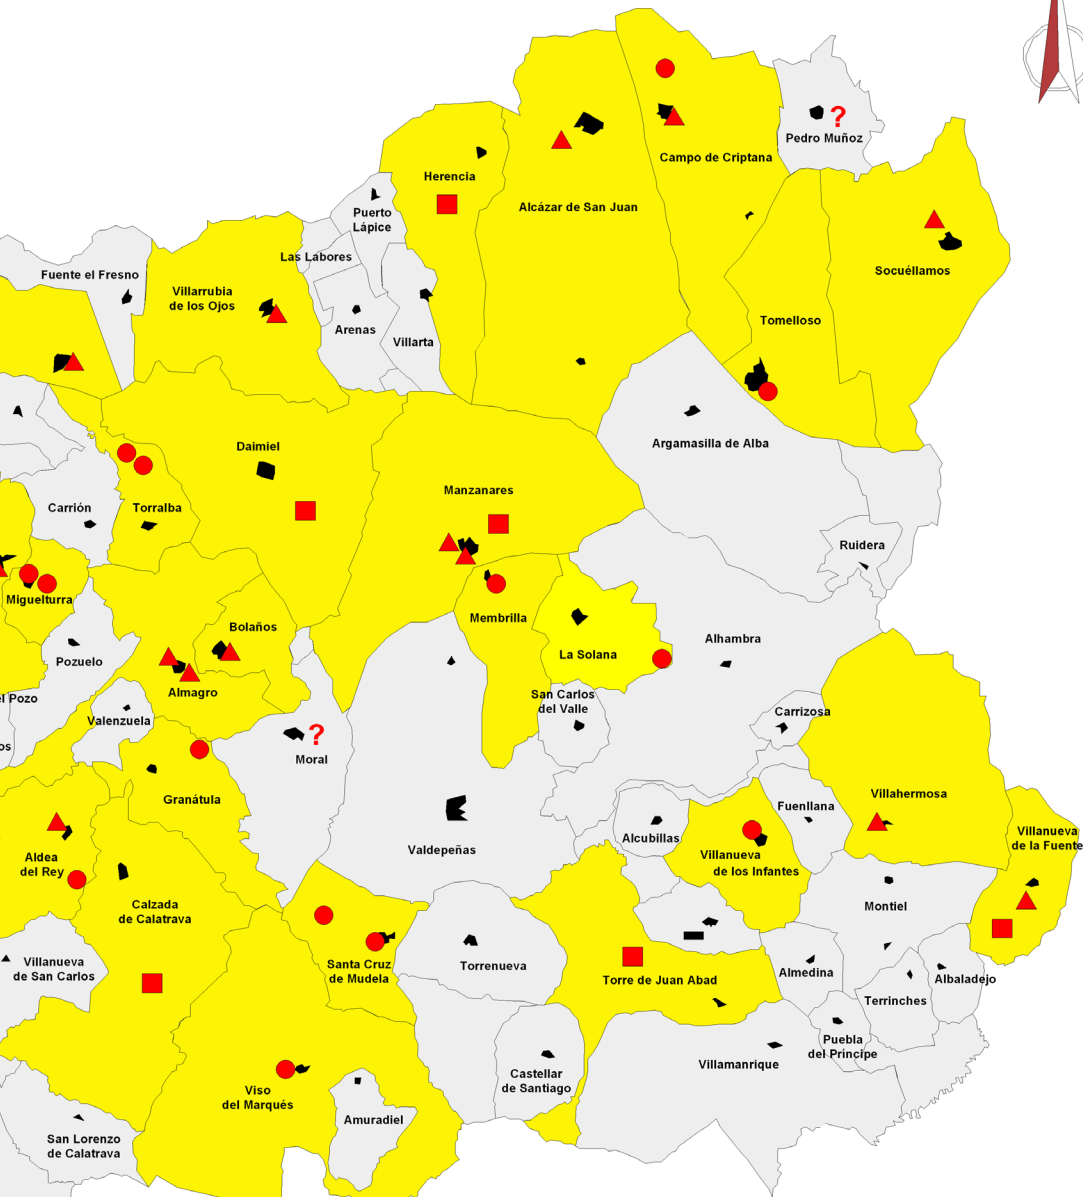 Pedro Muñoz
?
Campo de Criptana
Herencia
Alcázar de San Juan
Puerto
Lápice
Las Labores
Fuente el Fresno
Socuéllamos
Villarrubia
de los Ojos
Tomelloso
Arenas
Villarta
Argamasilla de Alba
Daimiel
Manzanares
Carrión
Torralba
Ruidera
Miguelturra
Membrilla
Bolaños
Alhambra
La Solana
Pozuelo
Almagro
San Carlos
del Valle
el Pozo
Valenzuela
Carrizosa
os
?
Moral
Granátula
Villahermosa
Fuenllana
Alcubillas
Villanueva
de la Fuente
Valdepeñas
Villanueva
de los Infantes
Aldea
del Rey
Calzada
de Calatrava
Montiel
Villanueva
de San Carlos
Santa Cruz
de Mudela
Torrenueva
Torre de Juan Abad
Almedina
Albaladejo
Terrinches
Puebla
del Príncipe
Villamanrique
Castellar
de Santiago
Viso
del Marqués
Amuradiel
San Lorenzo
de Calatrava